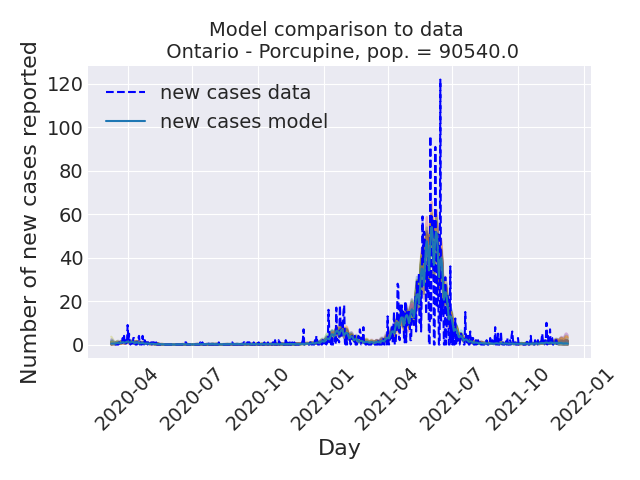 Model comparison to data
Ontario - Porcupine, pop. = 90540.0
Number of new cases reported
120
100
80
60
40
20
0
new cases data
new cases model
2020-04
2020-07
2020-10
2021-01
2021-04
2021-07
2021-10
2022-01
Day